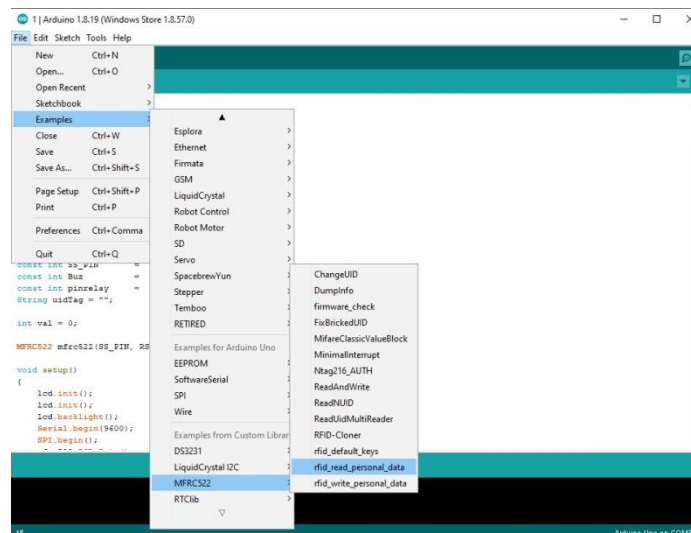 1 | Arduino 1.8.19 (Windows Store 1.8.57.0)
File Edit Sketch Tools Help
New Ctrl+N
Open... Ctrl+O
Open Recent
Sketchbook
Examples
Close Ctrl+W
Save Ctrl+S
Save As... Ctrl+Shift+S
Page Setup Ctrl+Shift+P
Print Ctrl+P
Preferences Ctrl+Comma
Quit Ctrl+Q
const int SS_PIN =
const int Buz =
const int pinrelay =
String uidTag = "";
int val = 0;
MFRC522 mfrc522(SS_PIN, RS
void setup()
{
lcd.init();
lcd.init();
lcd.backlight();
Serial.begin(9600);
SPI.begin();
Esplora
Ethernet
Firmata
GSM
LiquidCrystal
Robot Control
Robot Motor
SD
Servo
SpacebrewYun
Stepper
Temboo
RETIRED
Examples for Arduino Uno
EEPROM
SoftwareSerial
SPI
Wire
Examples from Custom Librar
DS3231
LiquidCrystal I2C
MFRC522
RTClib
ChangeUID
DumpInfo
firmware_check
FixBrickedUID
MifareClassicValueBlock
MinimalInterrupt
Ntag216_AUTH
ReadAndWrite
ReadNUID
ReadUidMultiReader
RFID-Cloner
rfid_default_keys
rfid_read_personal_data
rfid_write_personal_data
Arduino Uno on COM